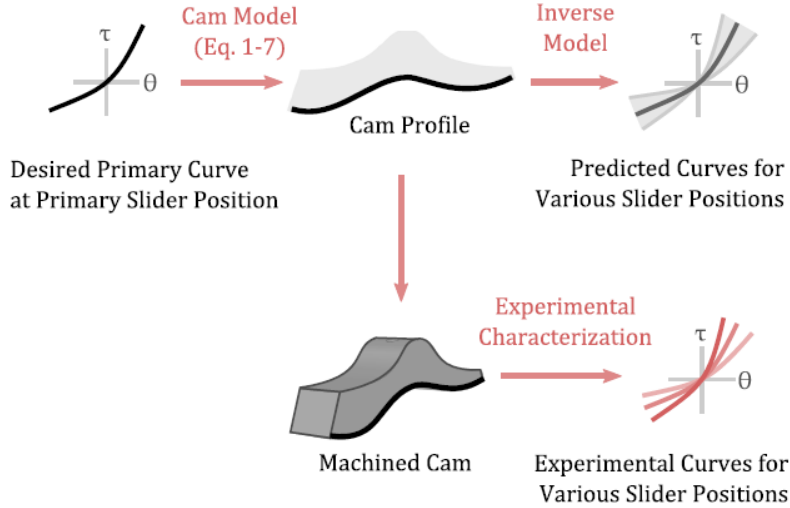 τ
θ
Cam Model
(Eq. 1-7)
Cam Profile
Inverse
Model
τ
θ
Desired Primary Curve
at Primary Slider Position
Predicted Curves for
Various Slider Positions
Machined Cam
Experimental
Characterization
τ
θ
Experimental Curves for
Various Slider Positions